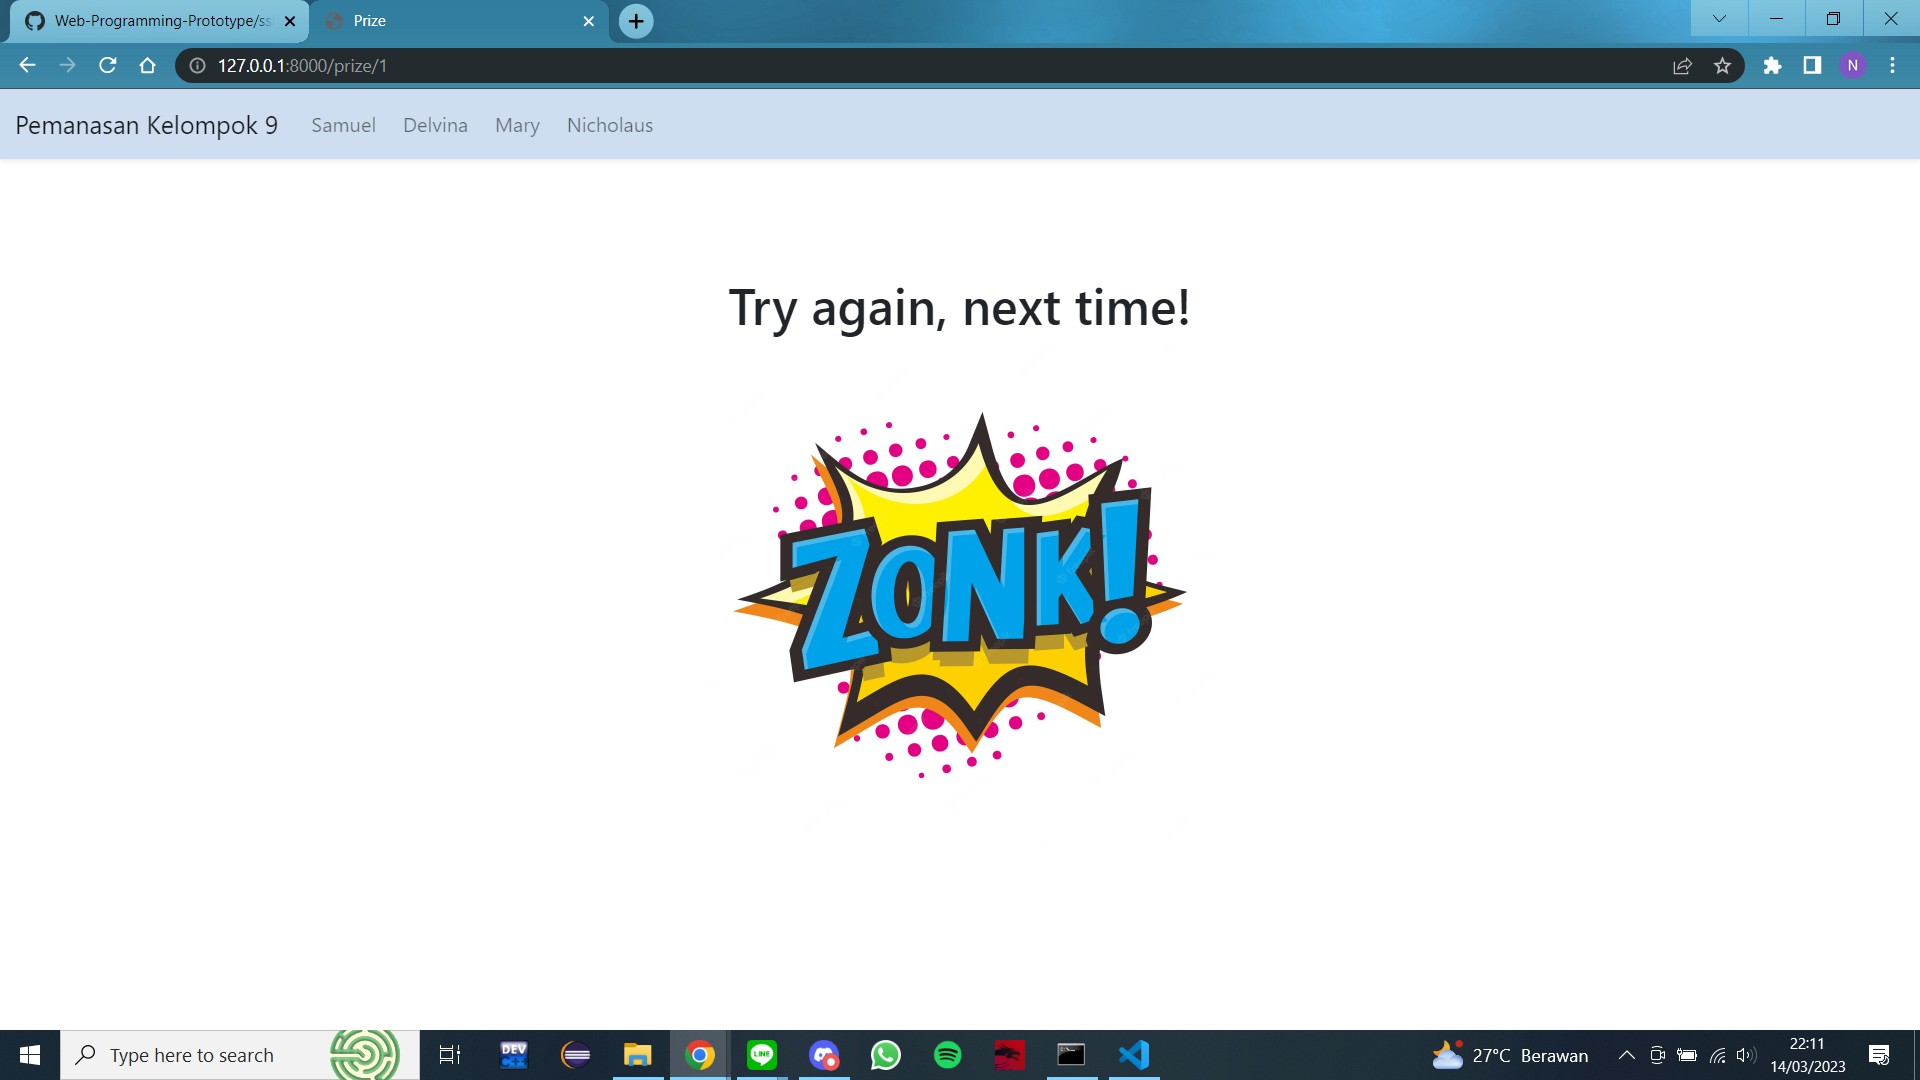 Web-Programming-Prototype/ss
Prize
127.0.0.1:8000/prize/1
N
Pemanasan Kelompok 9
Samuel
Delvina
Mary
Nicholaus
Try again, next time!
ZONK!
Type here to search
DEV
C++
LINE
27°C Berawan
22:11
14/03/2023